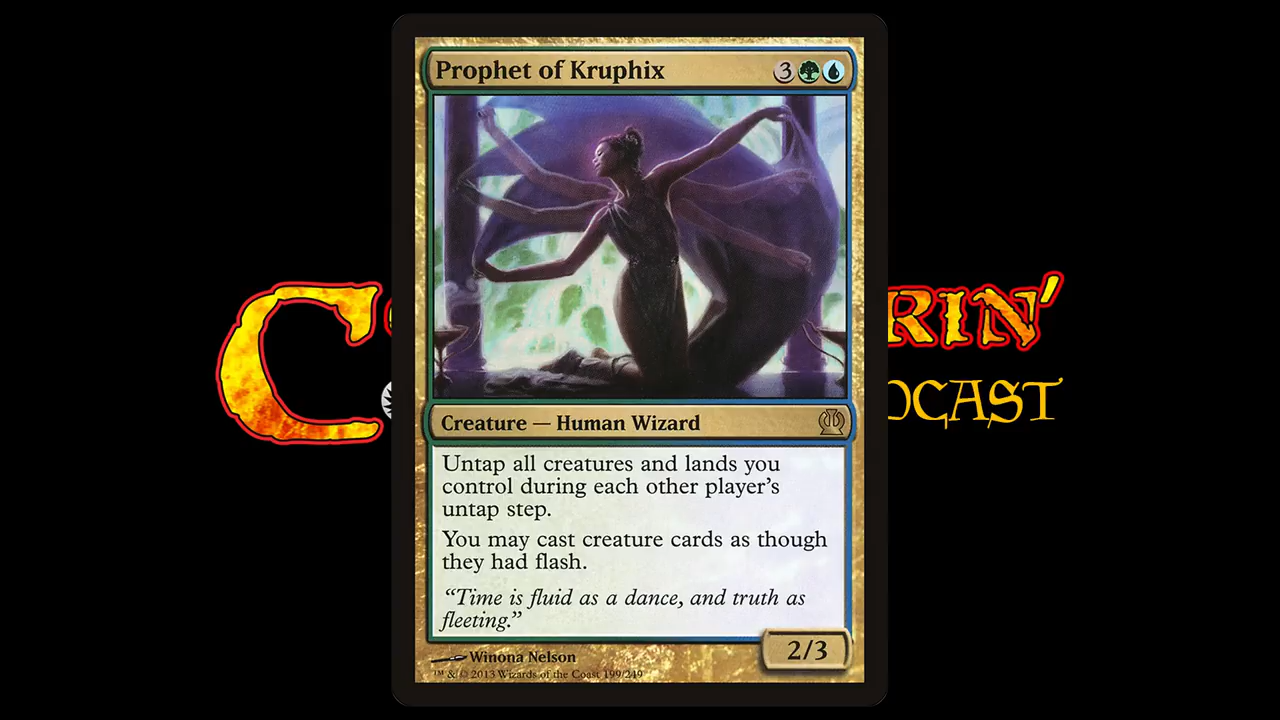 Prophet of Kruphix 3
Creature — Human Wizard
Untap all creatures and lands you
control during each other player's
untap step.
You may cast creature cards as though
they had flash.
“Time is fluid as a dance, and truth as
fleeting.”
2/3
Winona Nelson
™ & © 2013 Wizards of the Coast 199/249